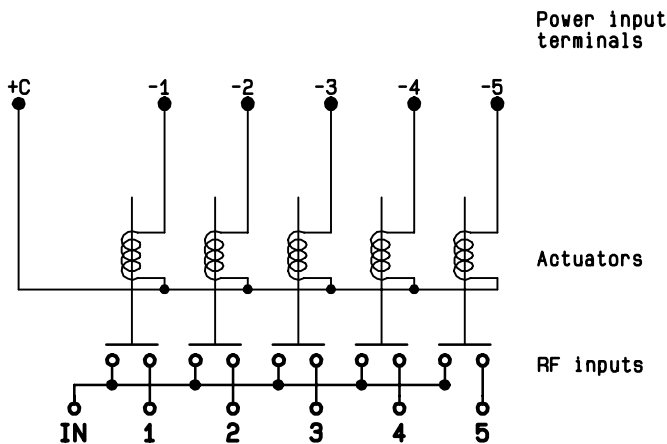 Power input
terminals
+C -1 -2 -3 -4 -5
Actuators
RF inputs
IN 1 2 3 4 5